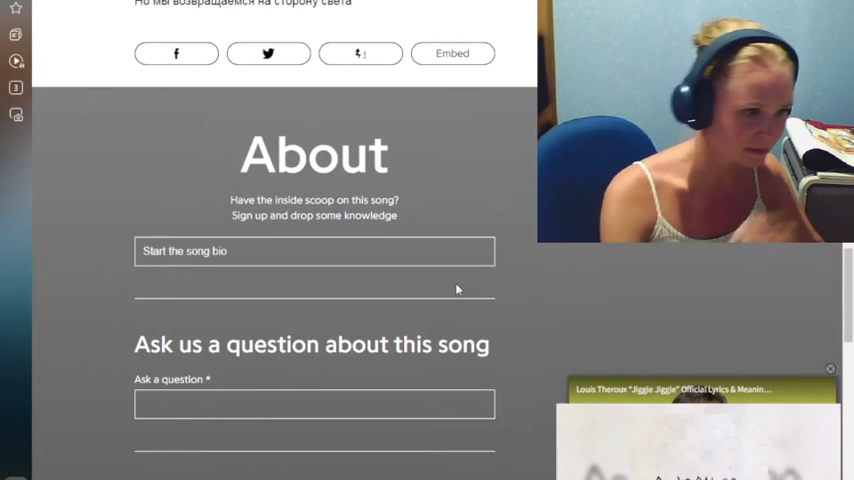 Но мы возвращаемся на сторону света
1
Embed
About
Have the inside scoop on this song?
Sign up and drop some knowledge
Start the song bio
3
Ask us a question about this song
Ask a question *
Louis Theroux "Jiggle Jiggle" Official Lyrics & Meanin...